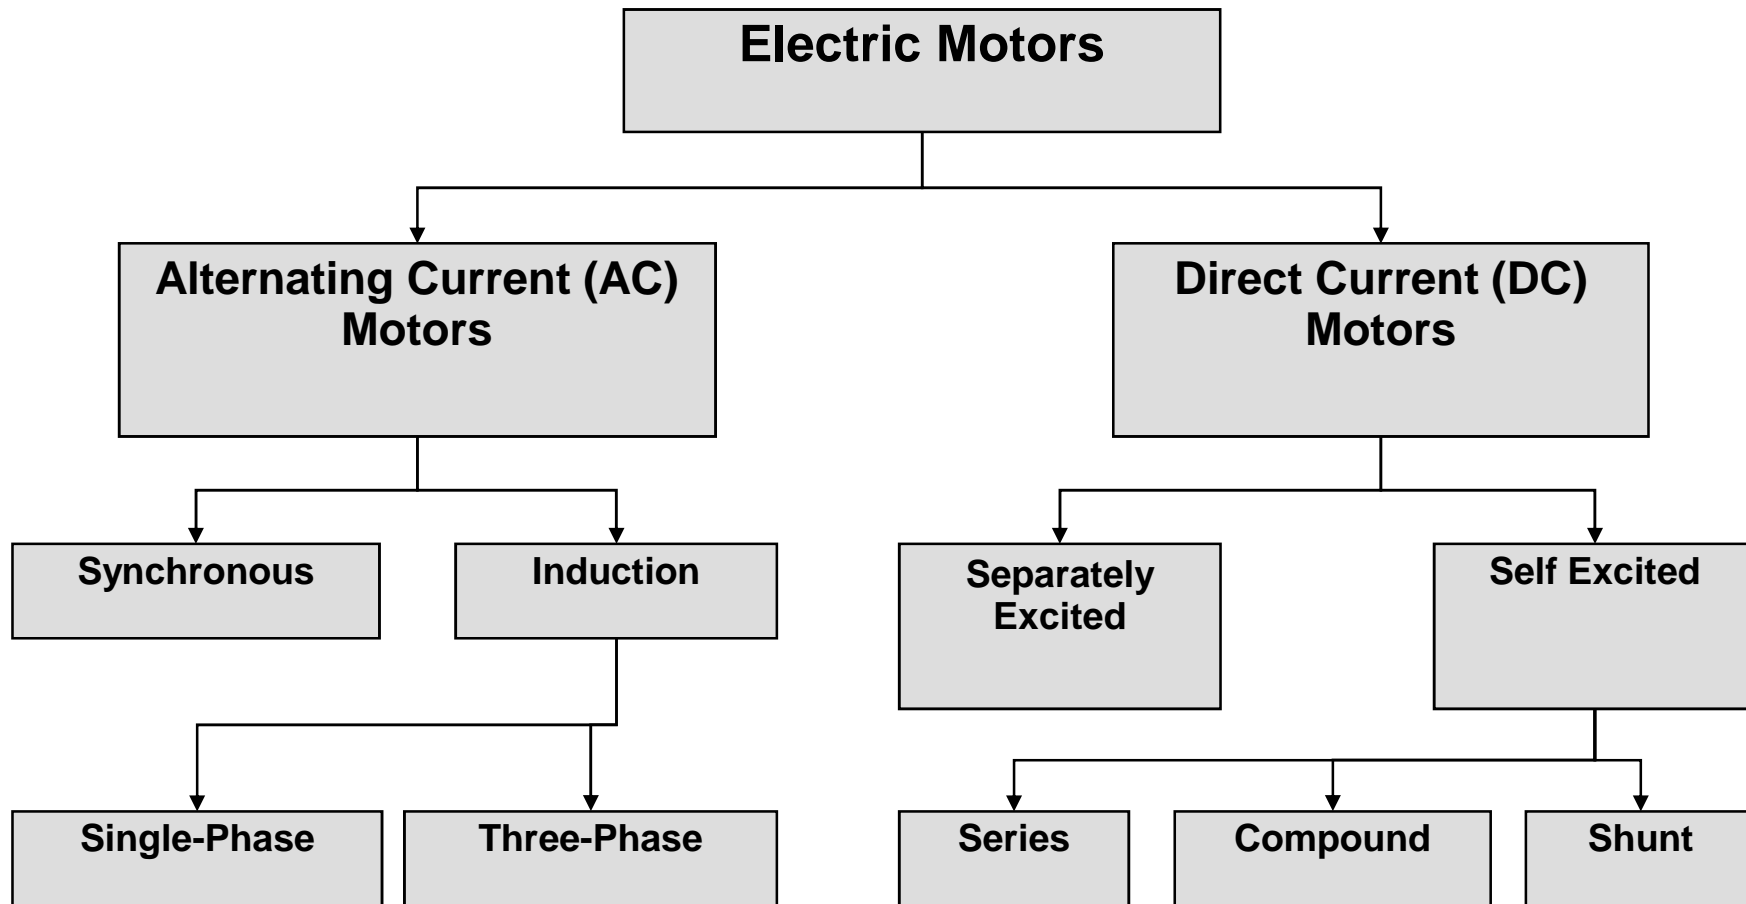 Electric Motors
Alternating Current (AC)
Motors
Direct Current (DC)
Motors
Synchronous
Induction
Separately
Excited
Self Excited
Single-Phase
Three-Phase
Series
Compound
Shunt